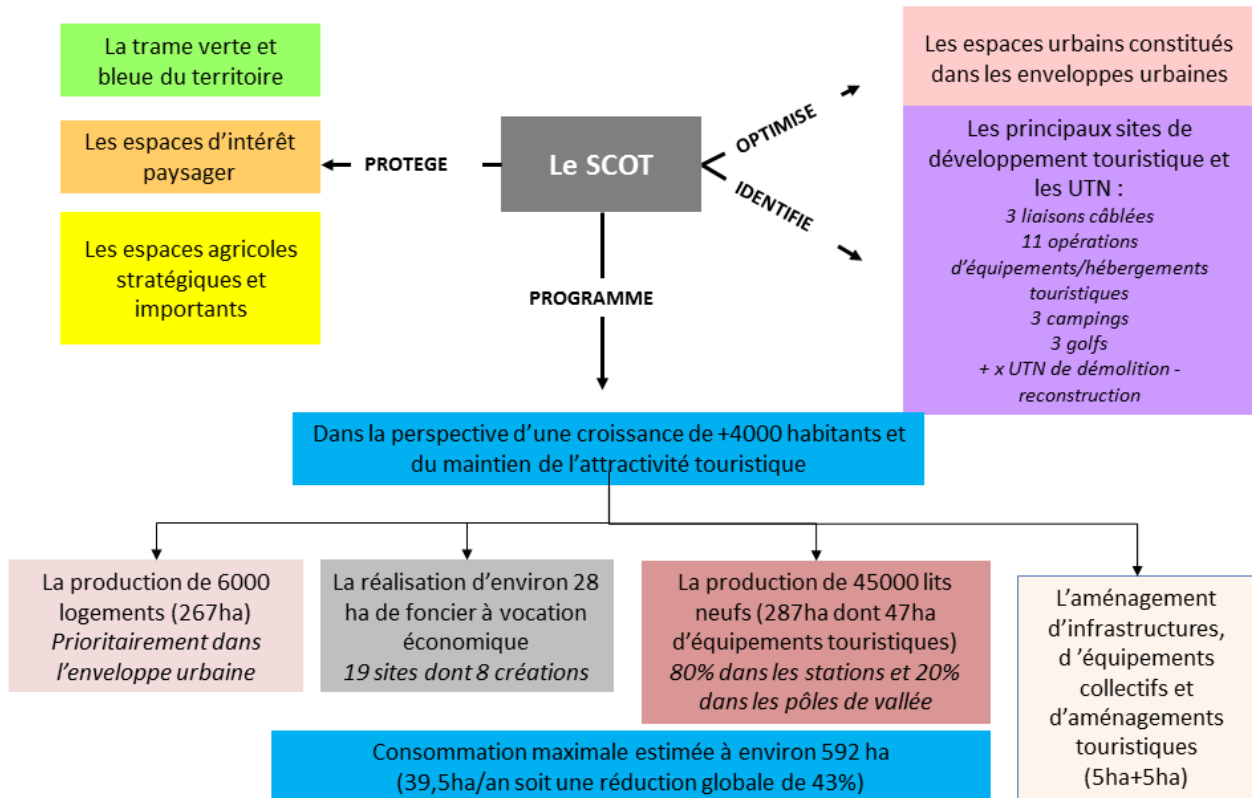 La trame verte et
bleue du territoire
Les espaces d’intérêt
paysager
Les espaces agricoles
stratégiques et
importants
PROTEGE
Le SCOT
OPTIMISE
IDENTIFIE
PROGRAMME
Les espaces urbains constitués
dans les enveloppes urbaines
Les principaux sites de
développement touristique et
les UTN :
3 liaisons câblées
11 opérations
d’équipements/hébergements
touristiques
3 campings
3 golfs
+ x UTN de démolition -
reconstruction
Dans la perspective d’une croissance de +4000 habitants et
du maintien de l’attractivité touristique
La production de 6000
logements (267ha)
Prioritairement dans
l’enveloppe urbaine
La réalisation d’environ 28
ha de foncier à vocation
économique
19 sites dont 8 créations
La production de 45000 lits
neufs (287ha dont 47ha
d’équipements touristiques)
80% dans les stations et 20%
dans les pôles de vallée
L’aménagement
d’infrastructures,
d ’équipements
collectifs et
d’aménagements
touristiques
(5ha+5ha)
Consommation maximale estimée à environ 592 ha
(39,5ha/an soit une réduction globale de 43%)